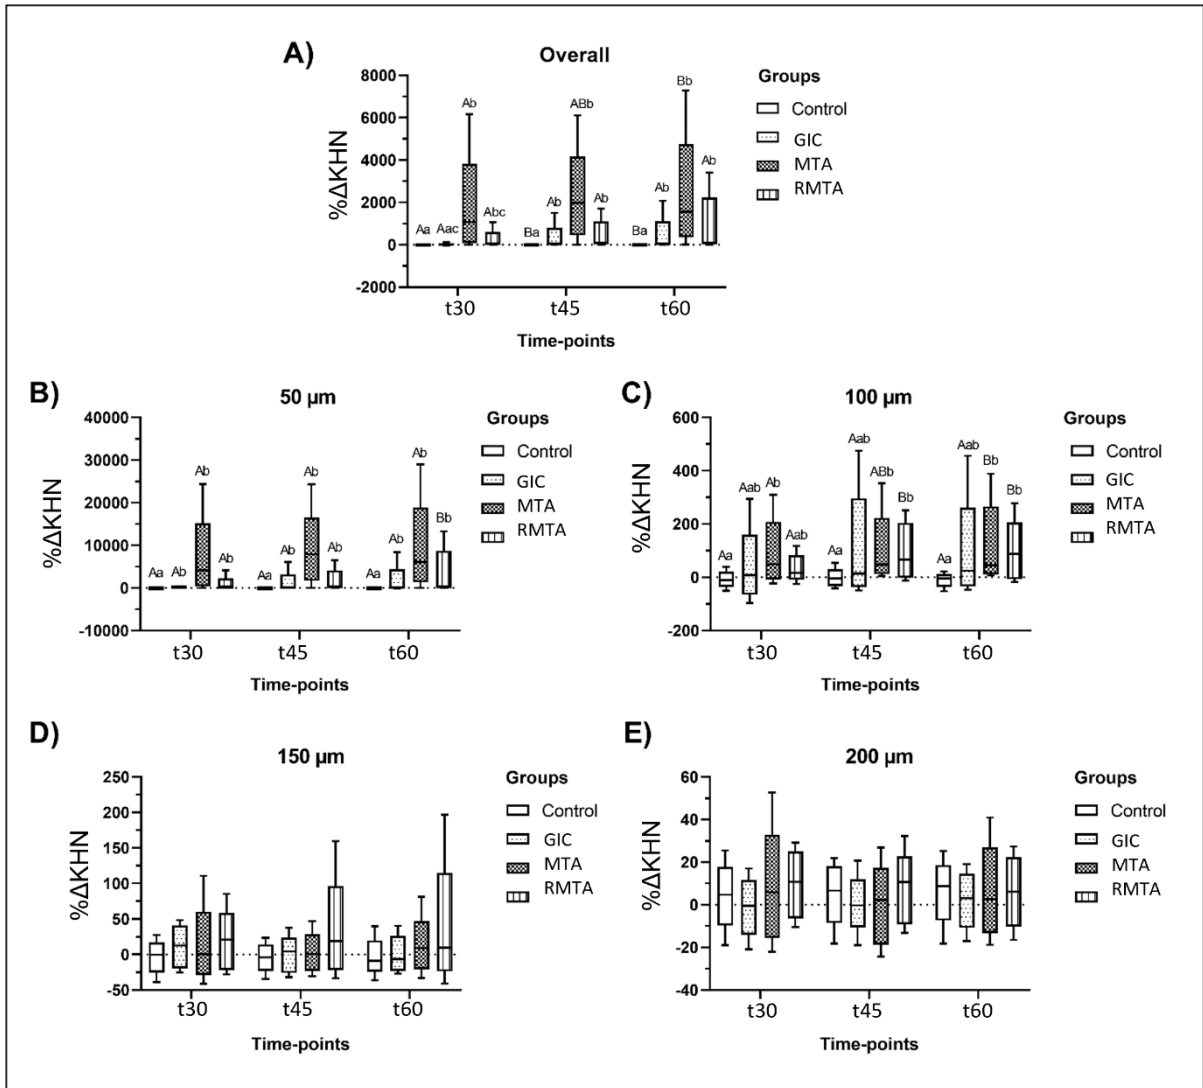 A)
Overall
%ΔKHN
8000
6000
4000
2000
0
-2000
Aa Aac Ab Abc
Ba Ab ABb Ab
Ba Ab Bb Ab
t30 t45 t60
Time-points
Groups
Control
GIC
MTA
RMTA
B)
50 µm
%ΔKHN
40000
30000
20000
10000
0
-10000
Aa Ab Ab Ab
Aa Ab Ab Ab
Aa Ab Ab Bb
t30 t45 t60
Time-points
Groups
Control
GIC
MTA
RMTA
C)
100 µm
%ΔKHN
600
400
200
0
-200
Aa Aab Ab Aab
Aa Aab ABb Bb
Aa Aab Bb Bb
t30 t45 t60
Time-points
Groups
Control
GIC
MTA
RMTA
D)
150 µm
%ΔKHN
250
200
150
100
50
0
-50
t30 t45 t60
Time-points
Groups
Control
GIC
MTA
RMTA
E)
200 µm
%ΔKHN
60
40
20
0
-20
-40
t30 t45 t60
Time-points
Groups
Control
GIC
MTA
RMTA